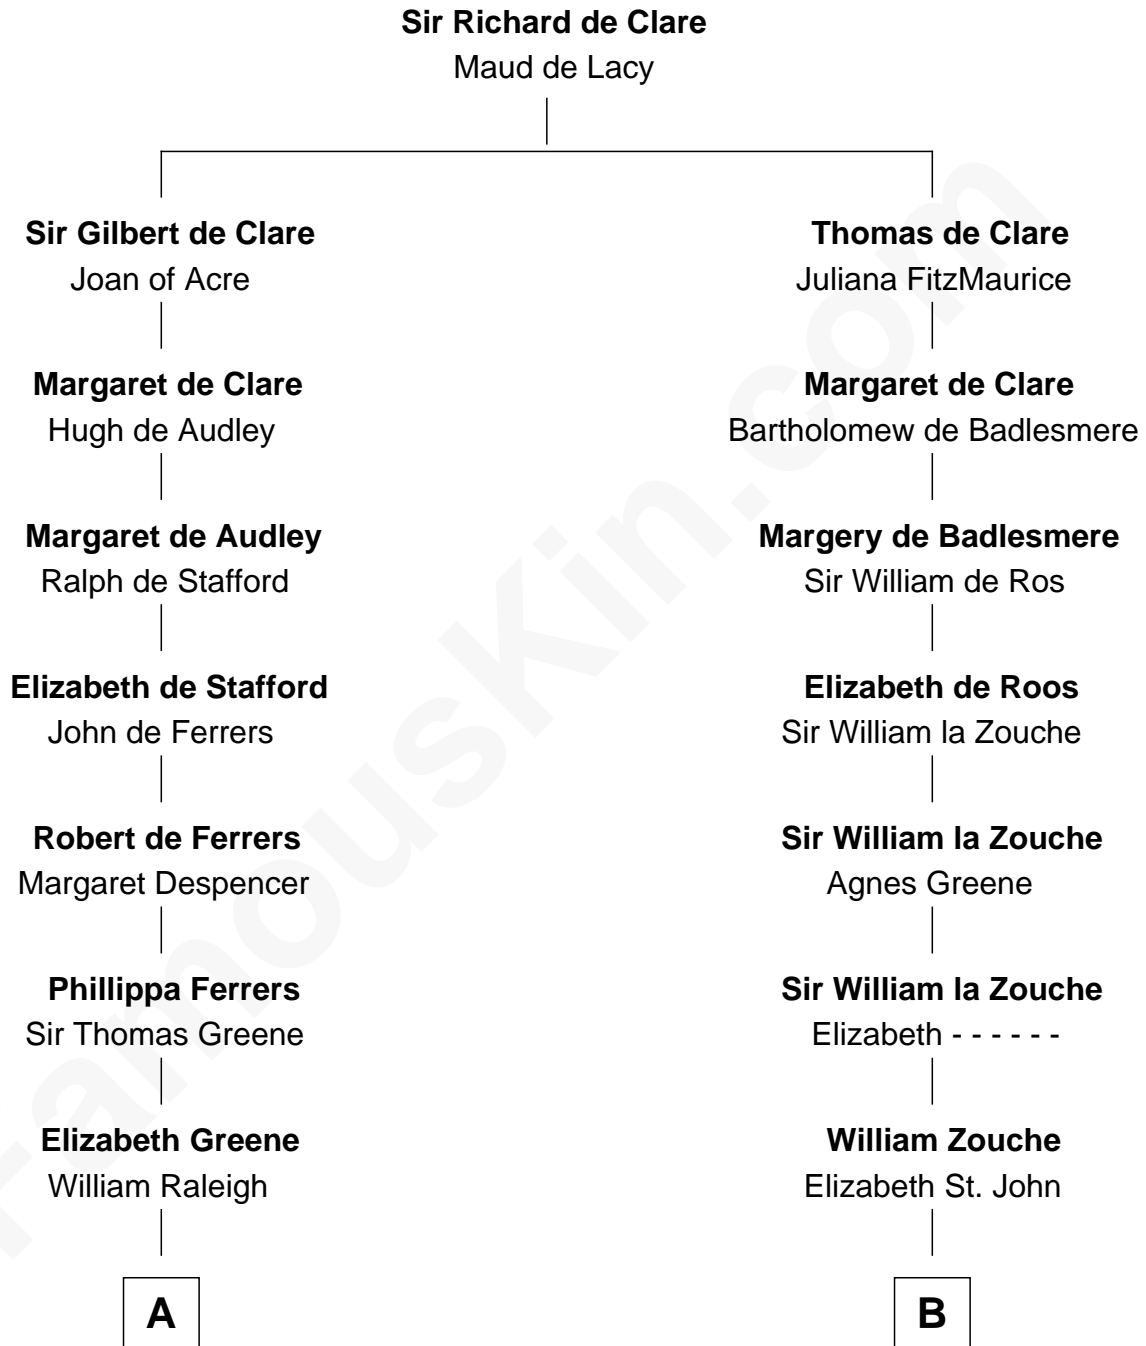 Sir Richard de Clare
Maud de Lacy
Sir Gilbert de Clare
Joan of Acre
Thomas de Clare
Juliana FitzMaurice
Margaret de Clare
Hugh de Audley
Margaret de Clare
Bartholomew de Badlesmere
Margaret de Audley
Ralph de Stafford
Margery de Badlesmere
Sir William de Ros
Elizabeth de Stafford
John de Ferrers
Elizabeth de Roos
Sir William la Zouche
Robert de Ferrers
Margaret Despencer
Sir William la Zouche
Agnes Greene
Phillippa Ferrers
Sir Thomas Greene
Sir William la Zouche
Elizabeth - - - - - -
Elizabeth Greene
William Raleigh
William Zouche
Elizabeth St. John
A
B
FamousKin.com